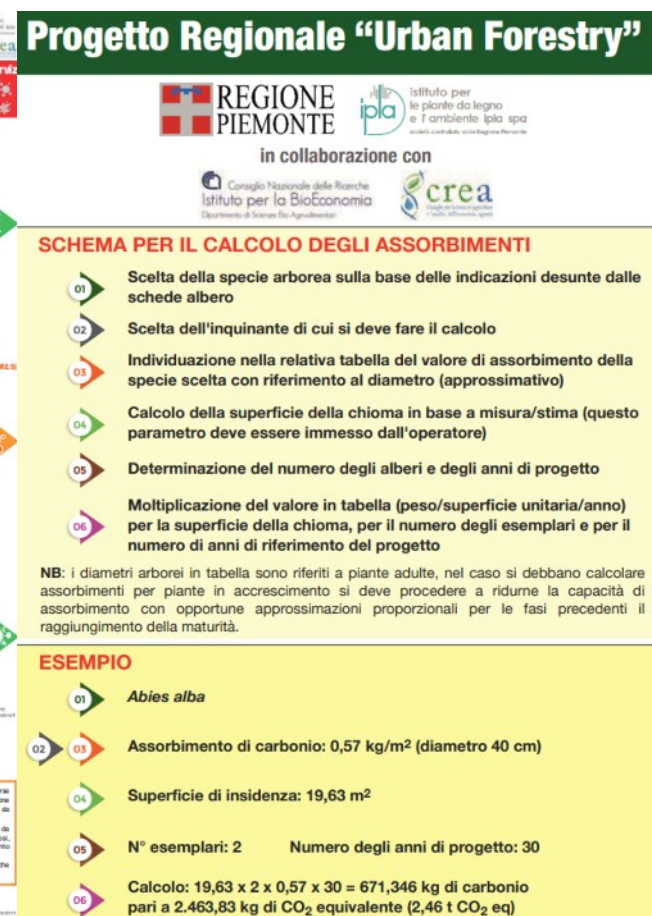 Progetto Regionale “Urban Forestry”
REGIONE
PIEMONTE
ipla
Istituto per
le piante da legno
e l'ambiente ipla spa
società controllata dalla Regione Piemonte
in collaborazione con
Consiglio Nazionale delle Ricerche
Istituto per la BioEconomia
Dipartimento di Scienze Bio Agroalimentari
crea
SCHEMA PER IL CALCOLO DEGLI ASSORBIMENTI
01 Scelta della specie arborea sulla base delle indicazioni desunte dalle
schede albero
02 Scelta dell'inquinante di cui si deve fare il calcolo
03 Individuazione nella relativa tabella del valore di assorbimento della
specie scelta con riferimento al diametro (approssimativo)
04 Calcolo della superficie della chioma in base a misura/stima (questo
parametro deve essere immesso dall'operatore)
05 Determinazione del numero degli alberi e degli anni di progetto
06 Moltiplicazione del valore in tabella (peso/superficie unitaria/anno)
per la superficie della chioma, per il numero degli esemplari e per il
numero di anni di riferimento del progetto
NB: i diametri arborei in tabella sono riferiti a piante adulte, nel caso si debbano calcolare
assorbimenti per piante in accrescimento si deve procedere a ridurne la capacità di
assorbimento con opportune approssimazioni proporzionali per le fasi precedenti il
raggiungimento della maturità.
ESEMPIO
01 Abies alba
02 03 Assorbimento di carbonio: 0,57 kg/m² (diametro 40 cm)
04 Superficie di insidenza: 19,63 m²
05 N° esemplari: 2 Numero degli anni di progetto: 30
06 Calcolo: 19,63 x 2 x 0,57 x 30 = 671,346 kg di carbonio
pari a 2.463,83 kg di CO₂ equivalente (2,46 t CO₂ eq)